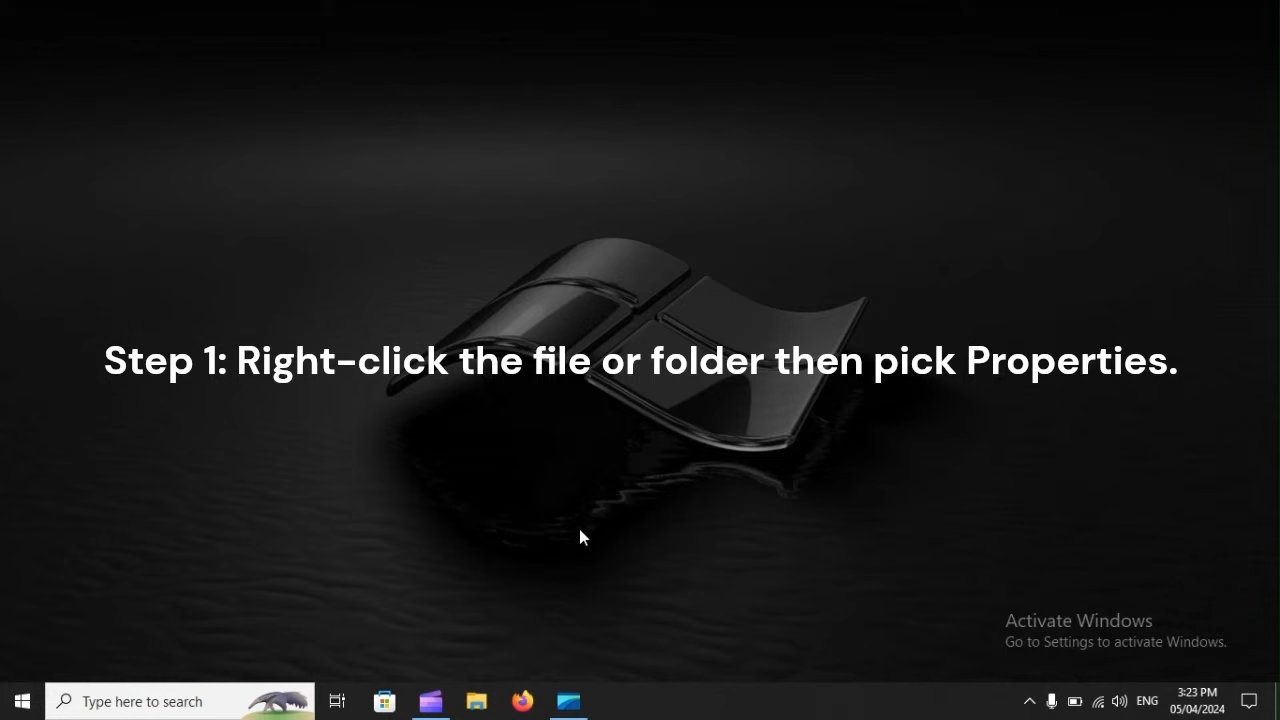 Step 1: Right-click the file or folder then pick Properties.
Activate Windows
Go to Settings to activate Windows.
Type here to search
ENG
3:23 PM
05/04/2024